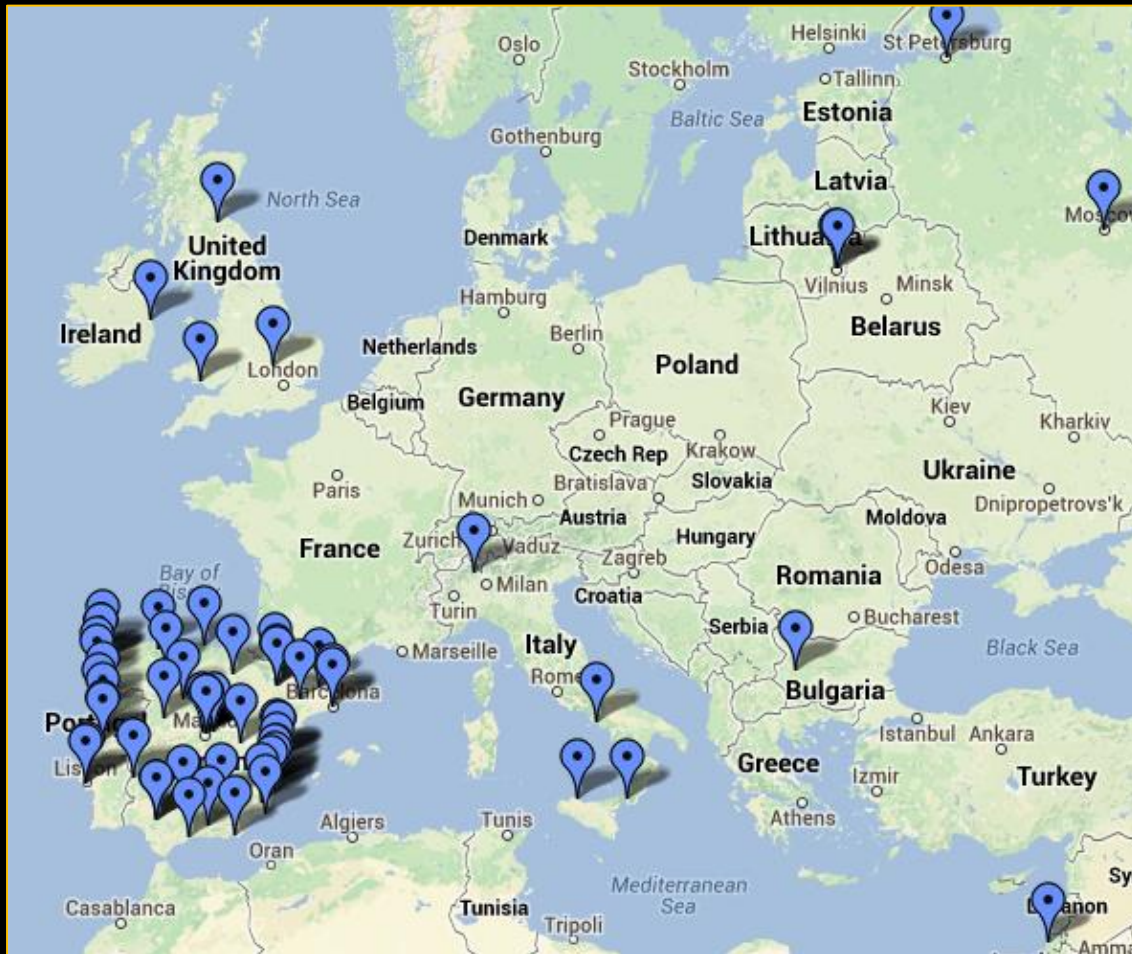 Oslo
Helsinki
St Petersburg
Stockholm
Tallinn
Estonia
Baltic Sea
Gothenburg
Latvia
North Sea
Moscow
Lithuania
Denmark
United
Kingdom
Vilnius
Minsk
Hamburg
Ireland
Belarus
Berlin
Netherlands
Poland
London
Germany
Belgium
Kiev
Prague
Kharkiv
Czech Rep
Krakow
Ukraine
Paris
Bratislava
Slovakia
Munich
Dnipropetrovs'k
Austria
Moldova
Hungary
France
Zurich
Vaduz
Zagreb
Odesa
Bay of
Milan
Romania
Croatia
Turin
Bucharest
Serbia
Italy
Marseille
Black Sea
Rome
Barcelona
Bulgaria
Portugal
Istanbul
Ankara
Lisbon
Greece
Izmir
Turkey
Athens
Algiers
Tunis
Oran
Mediterranean
Sea
Lebanon
Casablanca
Tunisia
Tripoli